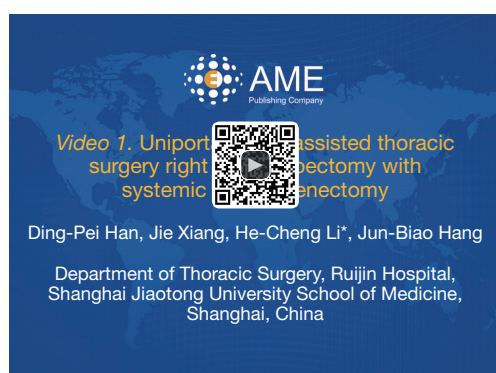 AME
Publishing Company
Video 1. Uniport assisted thoracic
surgery right pectomy with
systemic enectomy
Ding-Pei Han, Jie Xiang, He-Cheng Li*, Jun-Biao Hang
Department of Thoracic Surgery, Ruijin Hospital,
Shanghai Jiaotong University School of Medicine,
Shanghai, China